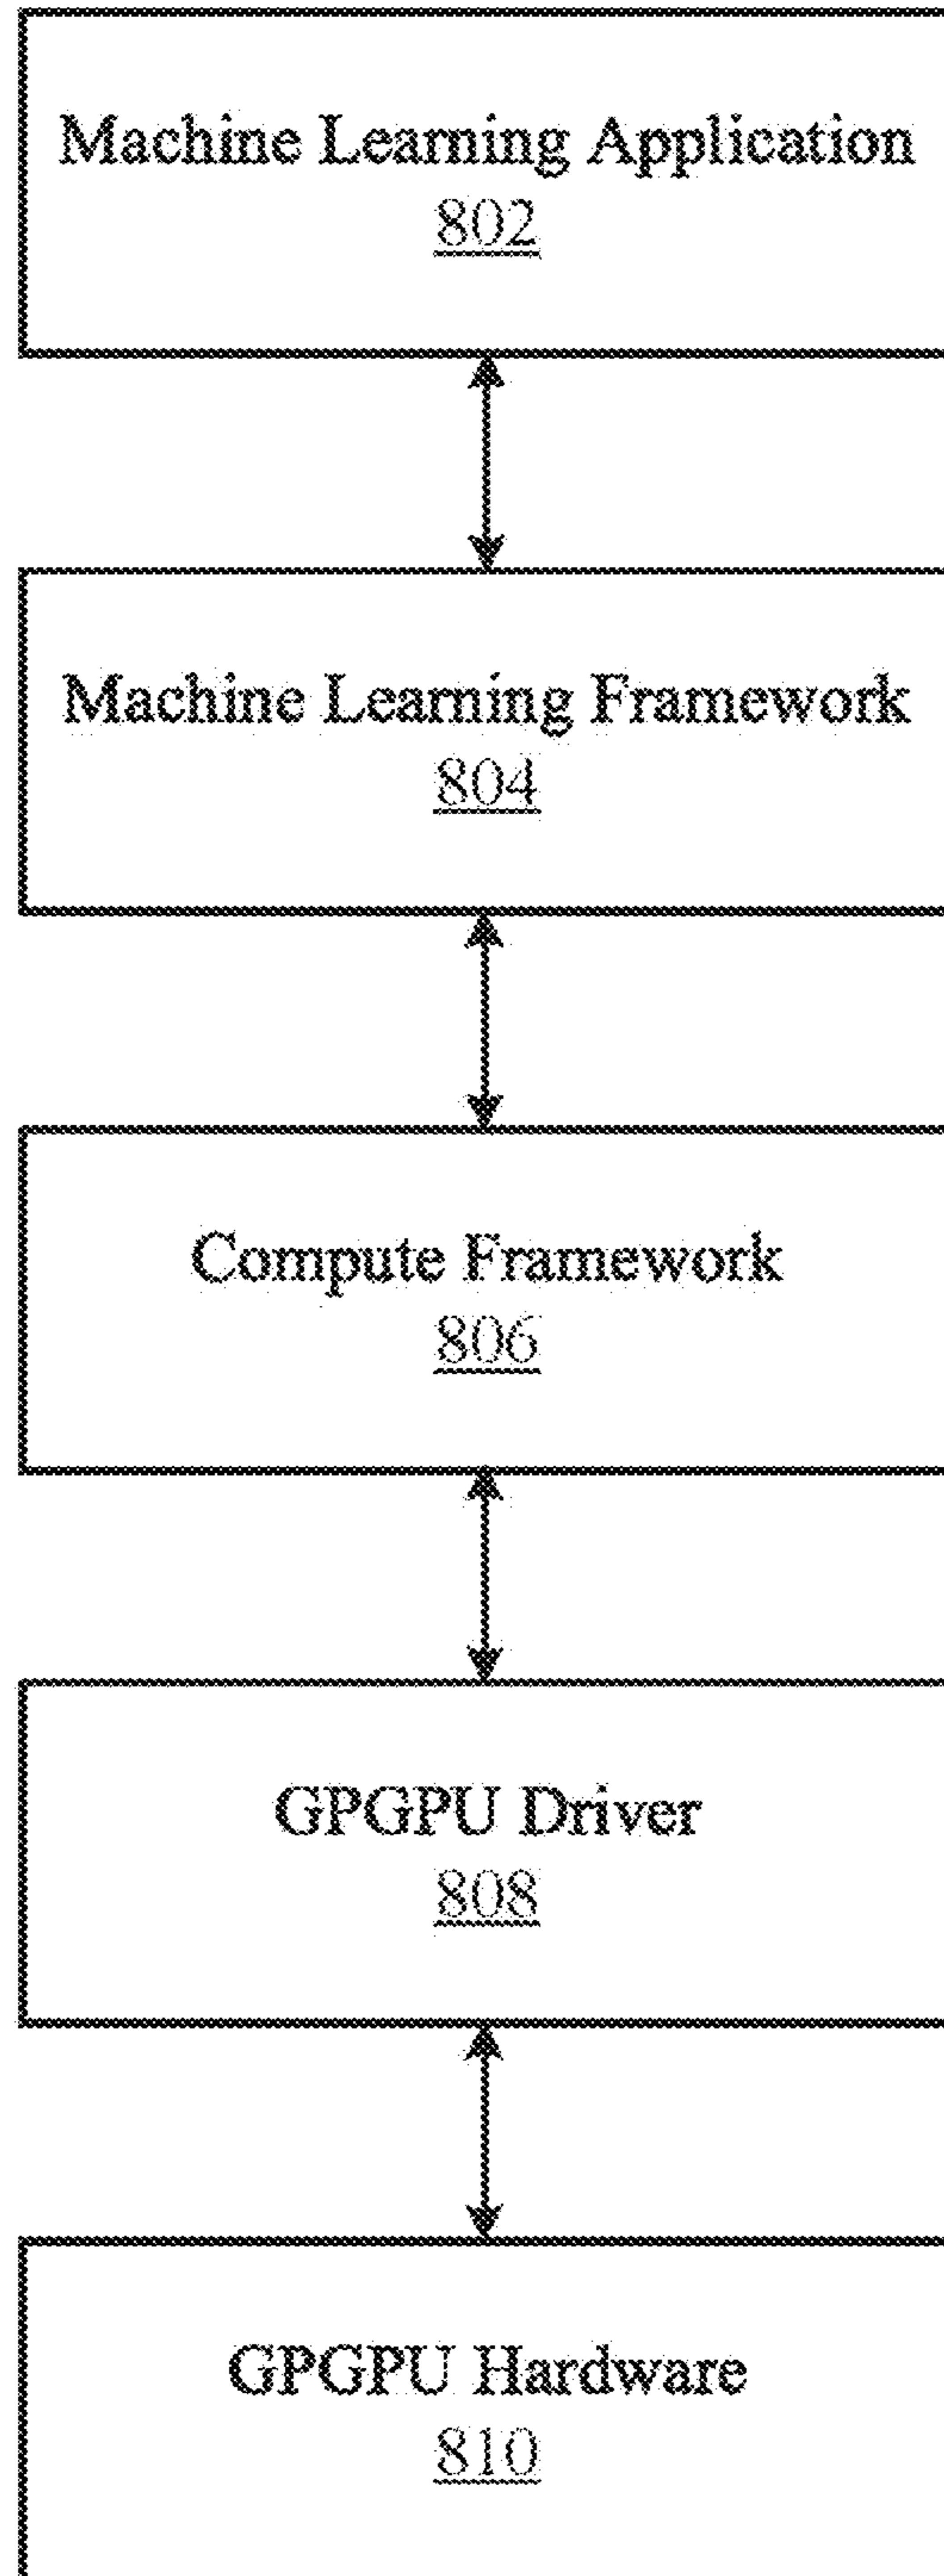 Machine Learning Application
802
Machine Learning Framework
804
Compute Framework
806
GPGPU Driver
808
GPGPU Hardware
810